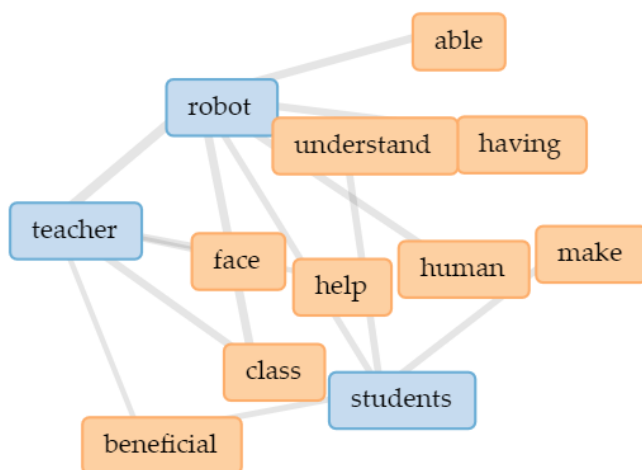 able
robot
understand
having
teacher
face
help
human
make
class
students
beneficial